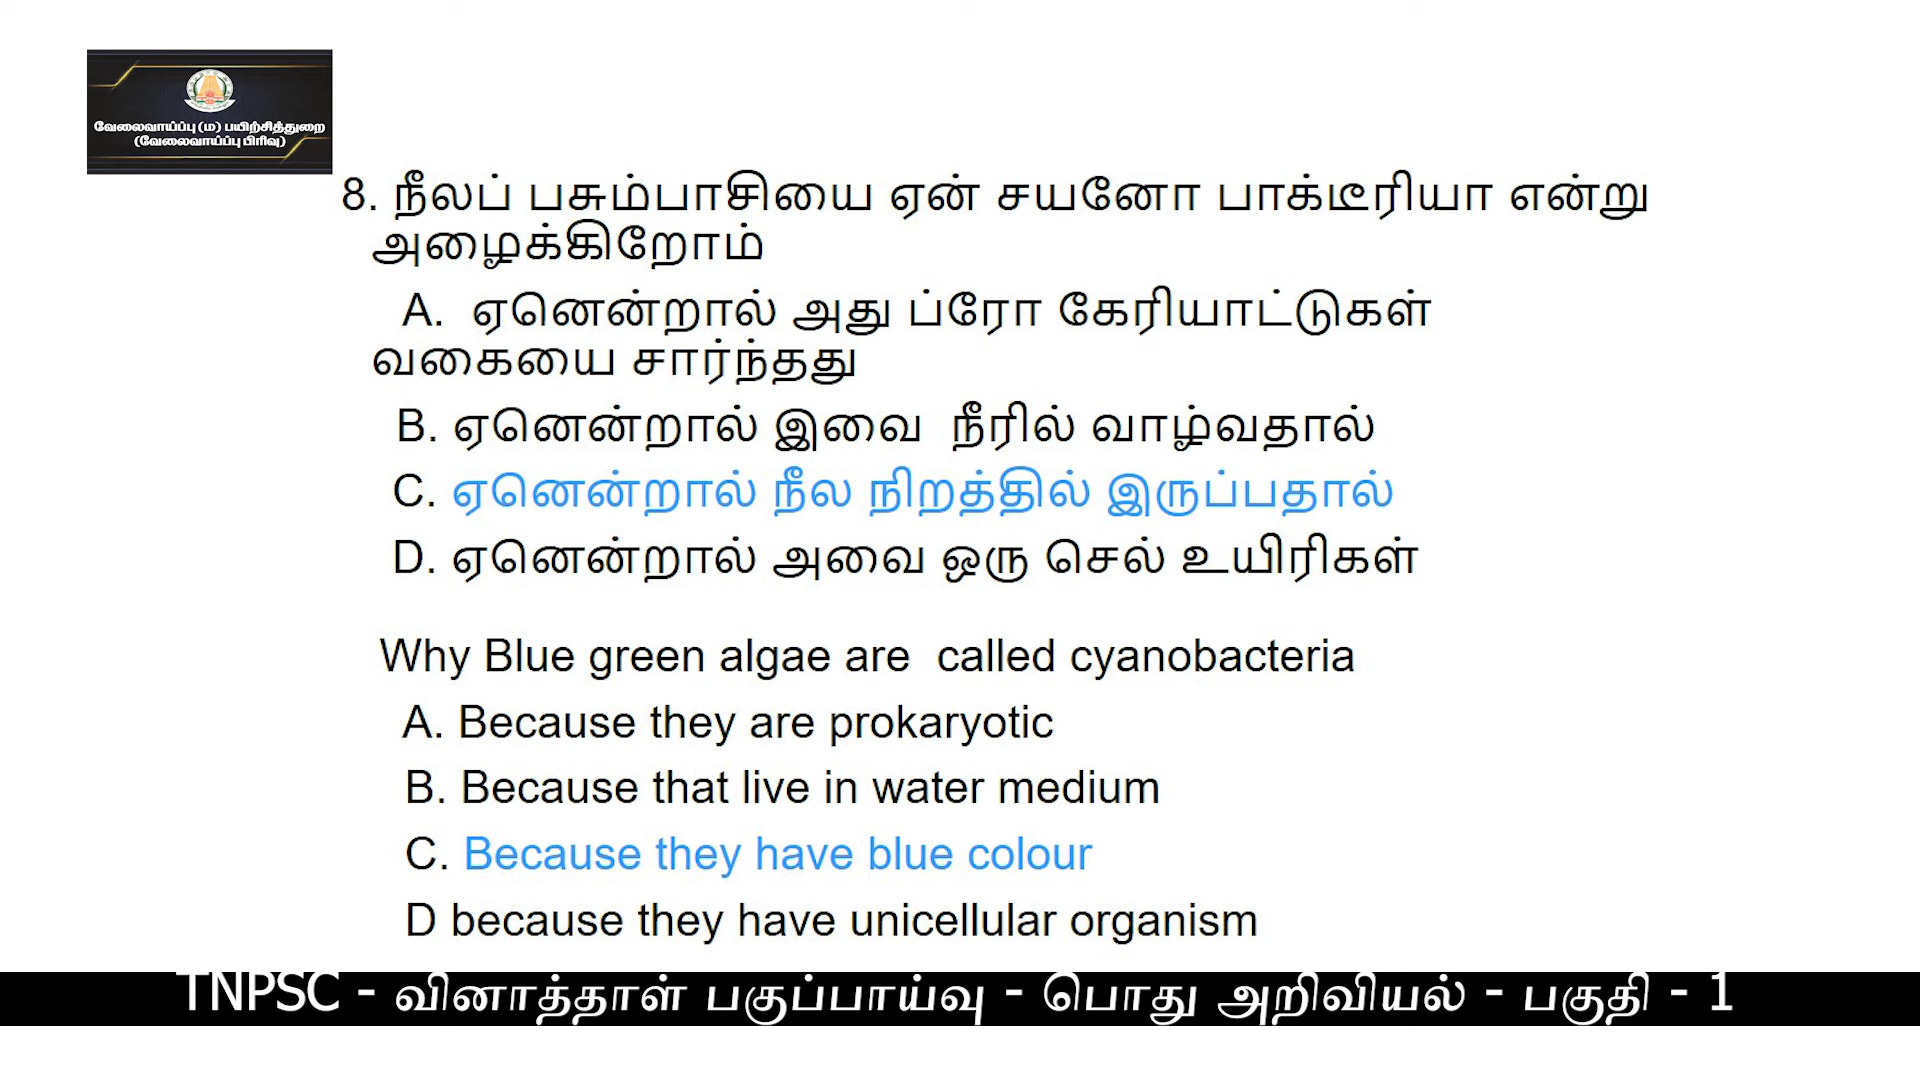 வேலைவாய்ப்பு (ம) பயிற்சித்துறை
(வேலைவாய்ப்பு பிரிவு)
8. நீலப் பசும்பாசியை ஏன் சயனோ பாக்டீரியா என்று
அழைக்கிறோம்
A. ஏனென்றால் அது ப்ரோ கேரியாட்டுகள்
வகையை சார்ந்தது
B. ஏனென்றால் இவை நீரில் வாழ்வதால்
C. ஏனென்றால் நீல நிறத்தில் இருப்பதால்
D. ஏனென்றால் அவை ஒரு செல் உயிரிகள்
Why Blue green algae are called cyanobacteria
A. Because they are prokaryotic
B. Because that live in water medium
C. Because they have blue colour
D because they have unicellular organism
TNPSC - வினாத்தாள் பகுப்பாய்வு - பொது அறிவியல் - பகுதி - 1